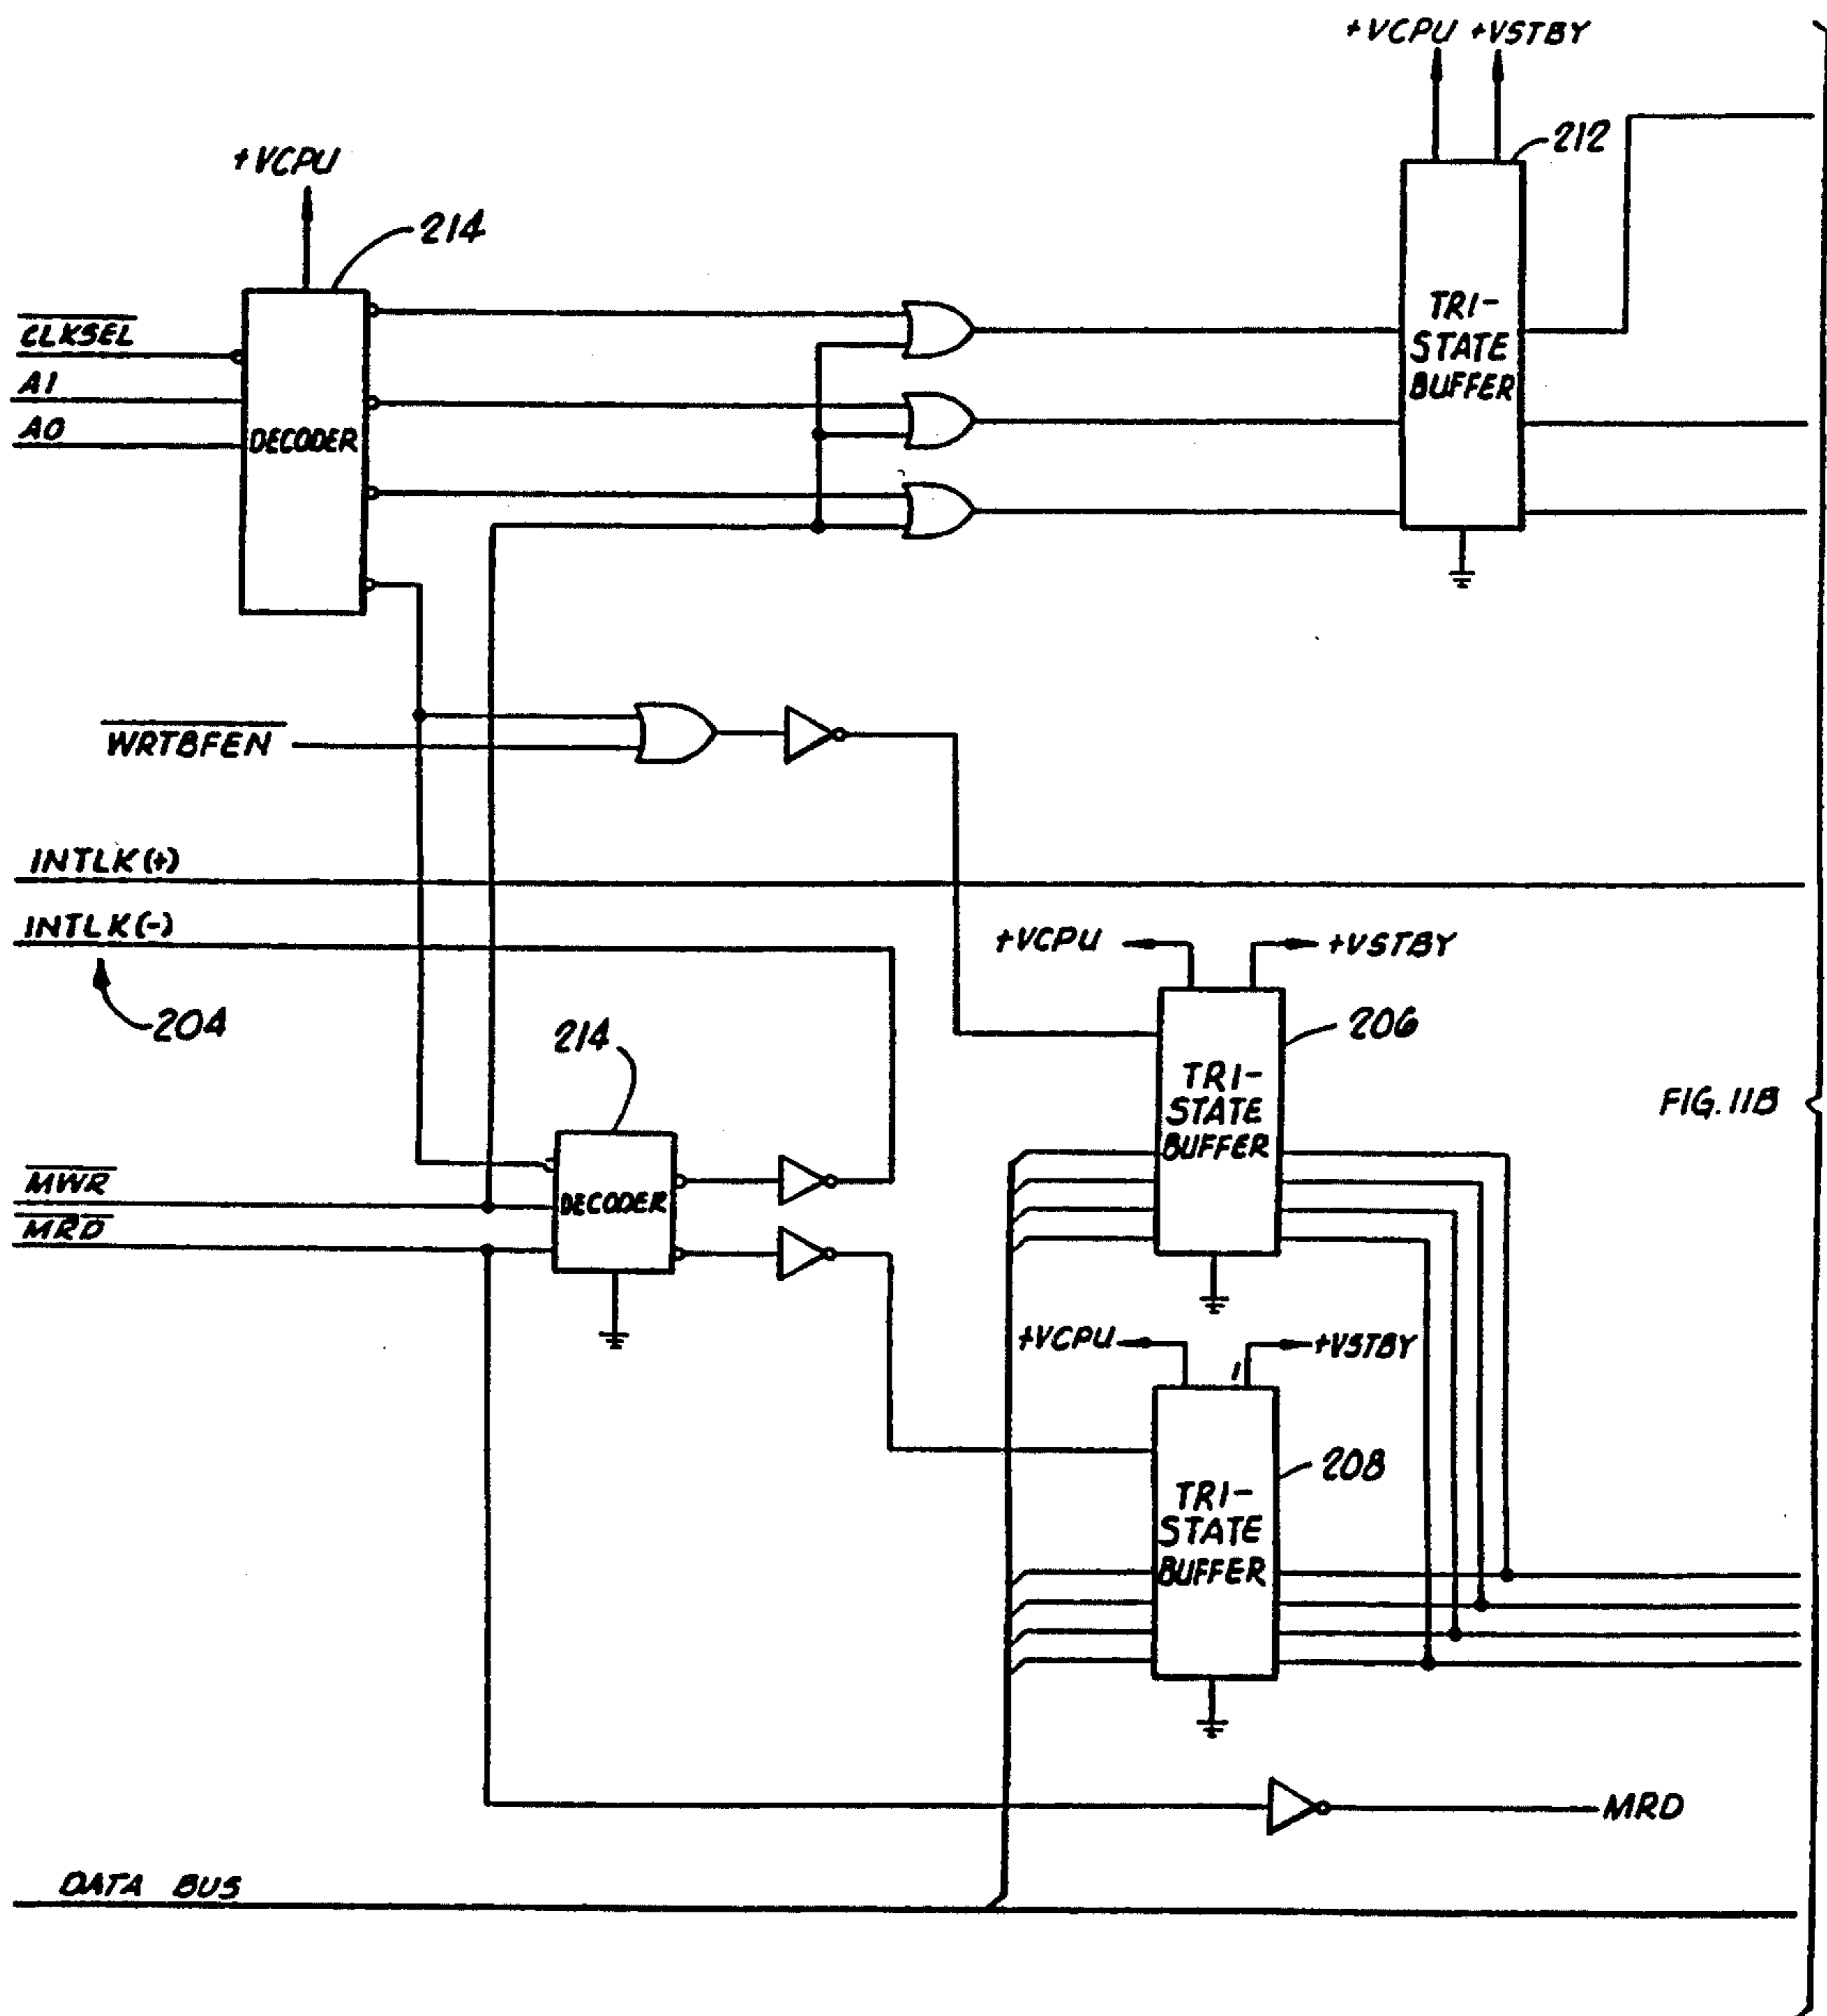 +VCPU +VSTBY
212
+VCPU
214
TRI-
STATE
BUFFER
CLKSEL
A1
A0
DECODER
WRTBFEN
INTLK(+)
INTLK(-)
204
+VCPU
+VSTBY
206
214
TRI-
STATE
BUFFER
FIG. 11B
MWR
MRD
DECODER
+VCPU
+VSTBY
208
TRI-
STATE
BUFFER
MRD
DATA BUS